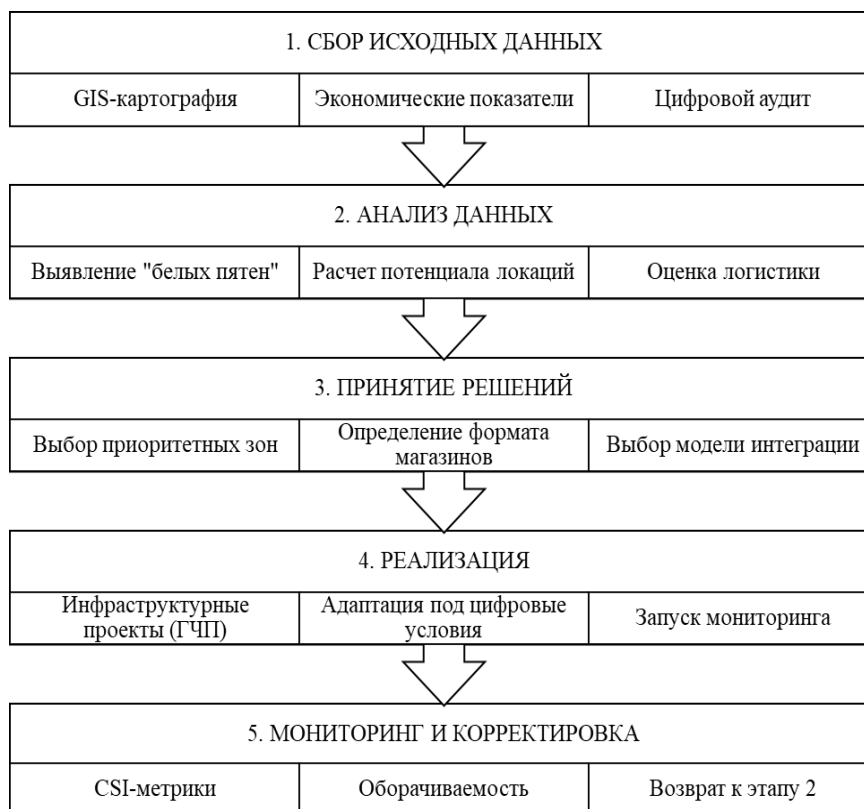 1. СБОР ИСХОДНЫХ ДАННЫХ
GIS-картография
Экономические показатели
Цифровой аудит
2. АНАЛИЗ ДАННЫХ
Выявление "белых пятен"
Расчет потенциала локаций
Оценка логистики
3. ПРИНЯТИЕ РЕШЕНИЙ
Выбор приоритетных зон
Определение формата
магазинов
Выбор модели интеграции
4. РЕАЛИЗАЦИЯ
Инфраструктурные
проекты (ГЧП)
Адаптация под цифровые
условия
Запуск мониторинга
5. МОНИТОРИНГ И КОРРЕКТИРОВКА
CSI-метрики
Оборачиваемость
Возврат к этапу 2